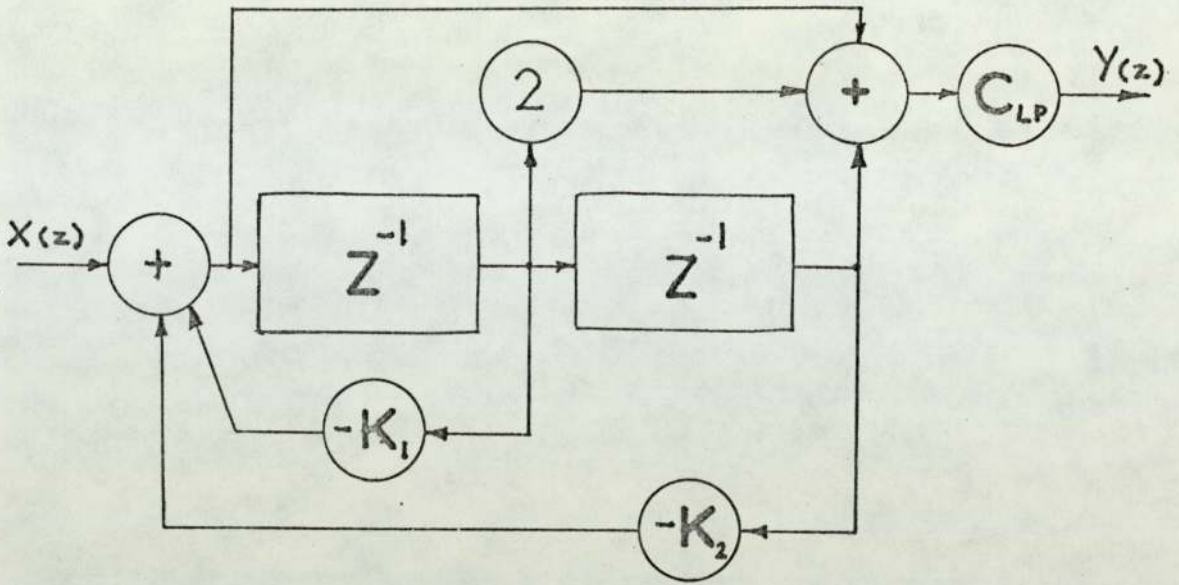 2
+
C_LP
Y(z)
X(z)
+
Z^-1
Z^-1
-K_1
-K_2